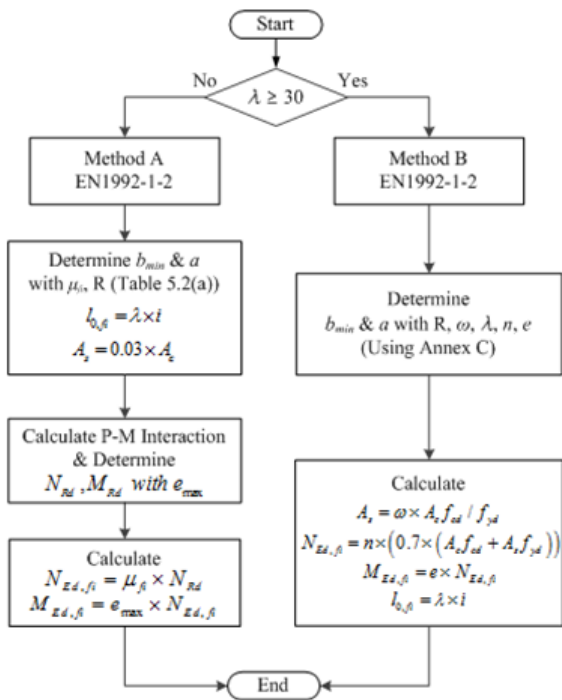 Start
No
Yes
λ ≥ 30
Method A
EN1992-1-2
Method B
EN1992-1-2
Determine b_min & a
with μ_fi, R (Table 5.2(a))
l_0,fi = λ × i
A_s = 0.03 × A_c
Determine
b_min & a with R, ω, λ, n, e
(Using Annex C)
Calculate P-M Interaction
& Determine
N_Rd, M_Rd with e_max
Calculate
N_Ed,fi = μ_fi × N_Rd
M_Ed,fi = e_max × N_Ed,fi
Calculate
A_s = ω × A_c f_cd / f_yd
N_Ed,fi = n × (0.7 × (A_c f_cd + A_s f_yd))
M_Ed,fi = e × N_Ed,fi
l_0,fi = λ × i
End